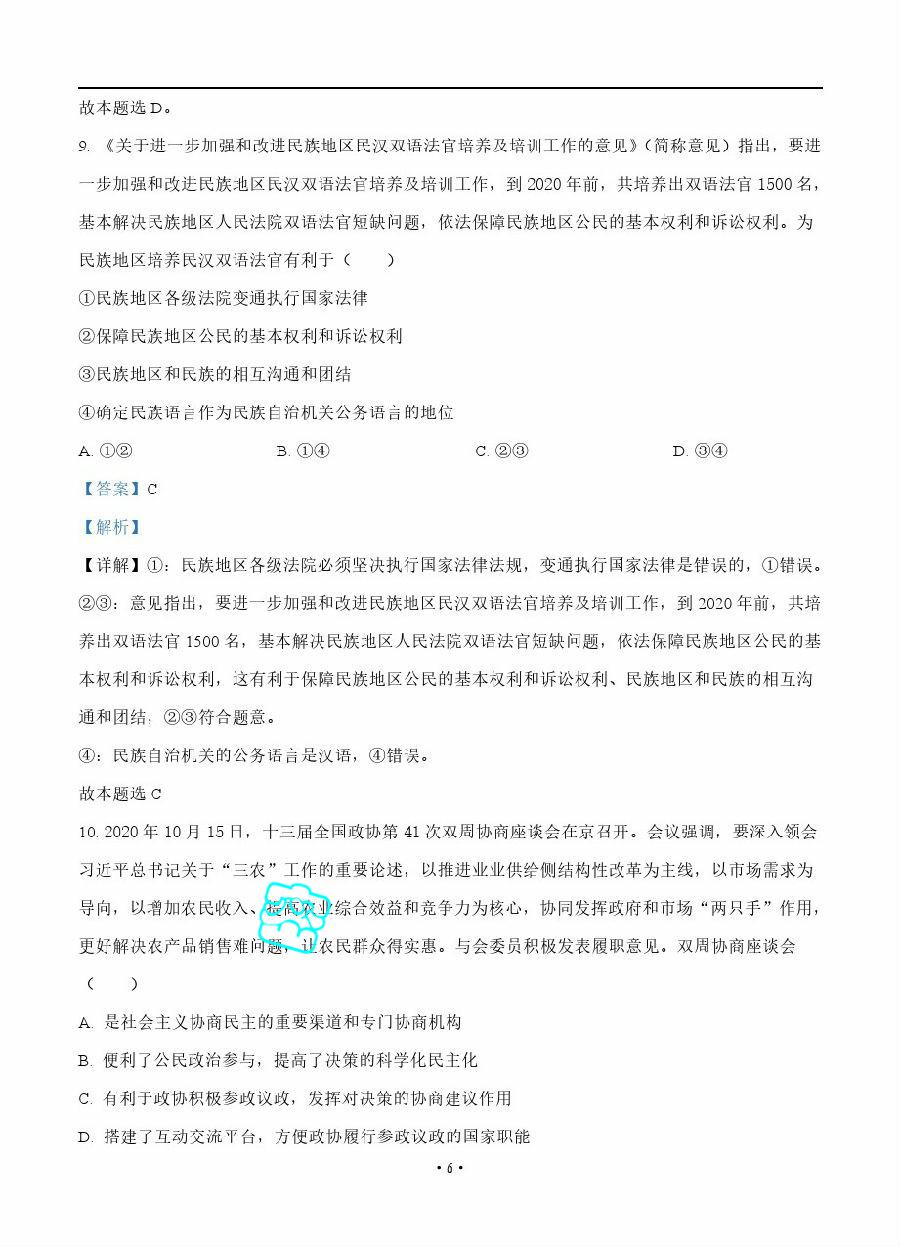 故本题选 D。
9. 《关于进一步加强和改进民族地区民汉双语法官培养及培训工作的意见》（简称意见）指出，要进
一步加强和改进民族地区民汉双语法官培养及培训工作，到 2020 年前，共培养出双语法官 1500 名，
基本解决民族地区人民法院双语法官短缺问题，依法保障民族地区公民的基本权利和诉讼权利。为
民族地区培养民汉双语法官有利于（　　）
①民族地区各级法院变通执行国家法律
②保障民族地区公民的基本权利和诉讼权利
③民族地区和民族的相互沟通和团结
④确定民族语言作为民族自治机关公务语言的地位
A. ①② B. ①④ C. ②③ D. ③④
【答案】C
【解析】
【详解】①：民族地区各级法院必须坚决执行国家法律法规，变通执行国家法律是错误的，①错误。
②③：意见指出，要进一步加强和改进民族地区民汉双语法官培养及培训工作，到 2020 年前，共培
养出双语法官 1500 名，基本解决民族地区人民法院双语法官短缺问题，依法保障民族地区公民的基
本权利和诉讼权利，这有利于保障民族地区公民的基本权利和诉讼权利、民族地区和民族的相互沟
通和团结，②③符合题意。
④：民族自治机关的公务语言是汉语，④错误。
故本题选 C
10. 2020 年 10 月 15 日，十三届全国政协第 41 次双周协商座谈会在京召开。会议强调，要深入领会
习近平总书记关于“三农”工作的重要论述，以推进业业供给侧结构性改革为主线，以市场需求为
导向，以增加农民收入、提高农业综合效益和竞争力为核心，协同发挥政府和市场“两只手”作用，
更好解决农产品销售难问题，让农民群众得实惠。与会委员积极发表履职意见。双周协商座谈会
（　　）
A. 是社会主义协商民主的重要渠道和专门协商机构
B. 便利了公民政治参与，提高了决策的科学化民主化
C. 有利于政协积极参政议政，发挥对决策的协商建议作用
D. 搭建了互动交流平台，方便政协履行参政议政的国家职能
• 6 •